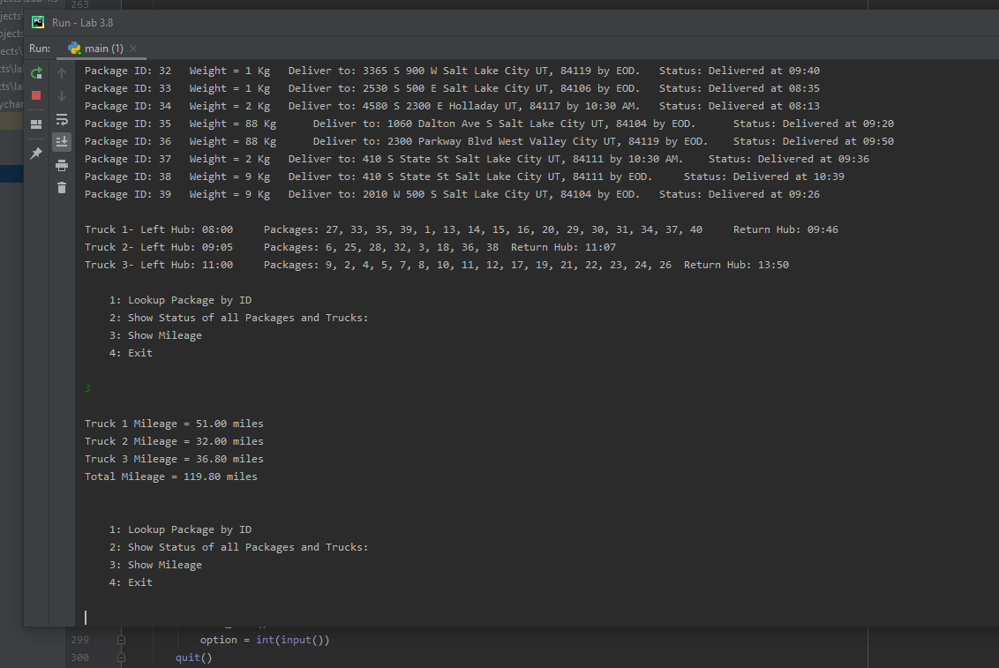 263
Run - Lab 3.8
Run: main (1)
Package ID: 32 Weight = 1 Kg Deliver to: 3365 S 900 W Salt Lake City UT, 84119 by EOD. Status: Delivered at 09:40
Package ID: 33 Weight = 1 Kg Deliver to: 2530 S 500 E Salt Lake City UT, 84106 by EOD. Status: Delivered at 08:35
Package ID: 34 Weight = 2 Kg Deliver to: 4580 S 2300 E Holladay UT, 84117 by 10:30 AM. Status: Delivered at 08:13
Package ID: 35 Weight = 88 Kg Deliver to: 1060 Dalton Ave S Salt Lake City UT, 84104 by EOD. Status: Delivered at 09:20
Package ID: 36 Weight = 88 Kg Deliver to: 2300 Parkway Blvd West Valley City UT, 84119 by EOD. Status: Delivered at 09:50
Package ID: 37 Weight = 2 Kg Deliver to: 410 S State St Salt Lake City UT, 84111 by 10:30 AM. Status: Delivered at 09:36
Package ID: 38 Weight = 9 Kg Deliver to: 410 S State St Salt Lake City UT, 84111 by EOD. Status: Delivered at 10:39
Package ID: 39 Weight = 9 Kg Deliver to: 2010 W 500 S Salt Lake City UT, 84104 by EOD. Status: Delivered at 09:26
Truck 1- Left Hub: 08:00 Packages: 27, 33, 35, 39, 1, 13, 14, 15, 16, 20, 29, 30, 31, 34, 37, 40 Return Hub: 09:46
Truck 2- Left Hub: 09:05 Packages: 6, 25, 28, 32, 3, 18, 36, 38 Return Hub: 11:07
Truck 3- Left Hub: 11:00 Packages: 9, 2, 4, 5, 7, 8, 10, 11, 12, 17, 19, 21, 22, 23, 24, 26 Return Hub: 13:50
1: Lookup Package by ID
2: Show Status of all Packages and Trucks:
3: Show Mileage
4: Exit
3
Truck 1 Mileage = 51.00 miles
Truck 2 Mileage = 32.00 miles
Truck 3 Mileage = 36.80 miles
Total Mileage = 119.80 miles
1: Lookup Package by ID
2: Show Status of all Packages and Trucks:
3: Show Mileage
4: Exit
299 option = int(input())
300 quit()